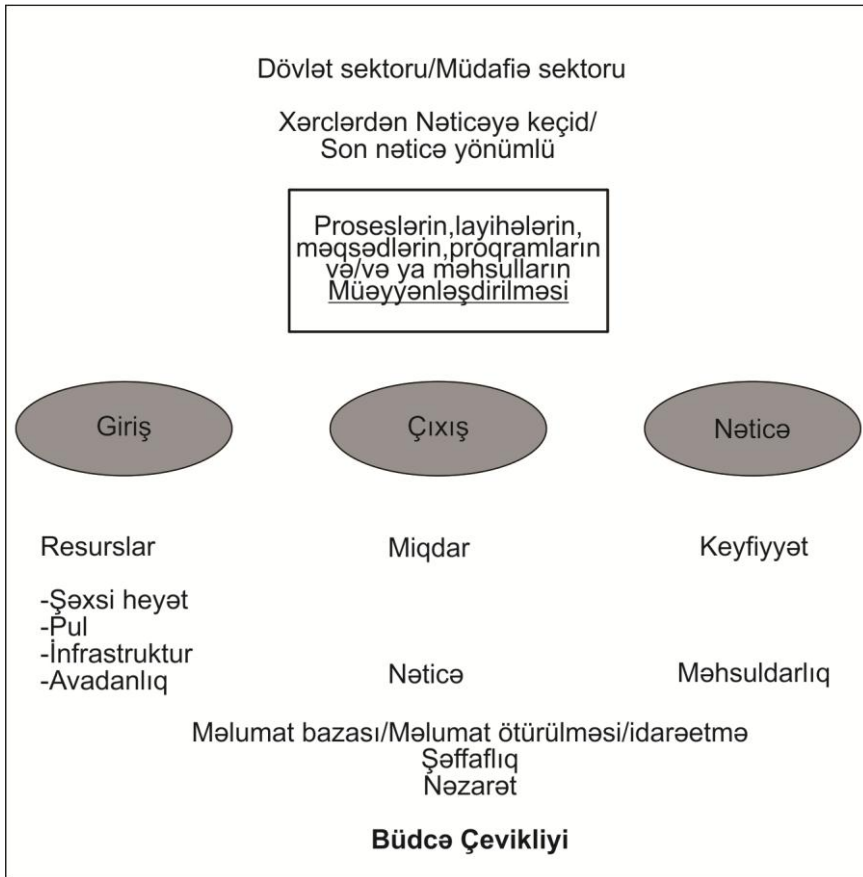 Dövlət sektoru/Müdafiə sektoru
Xərclərdən Nəticəyə keçid/
Son nəticə yönümlü
Proseslərin,layihələrin,
məqsədlərin,proqramların
və/və ya məhsulların
Müəyyənləşdirilməsi
Giriş
Çıxış
Nəticə
Resurslar
Miqdar
Keyfiyyət
-Şəxsi heyət
-Pul
-İnfrastruktur
-Avadanlıq
Nəticə
Məhsuldarlıq
Məlumat bazası/Məlumat ötürülməsi/idarəetmə
Şəffaflıq
Nəzarət
Büdcə Çevikliyi